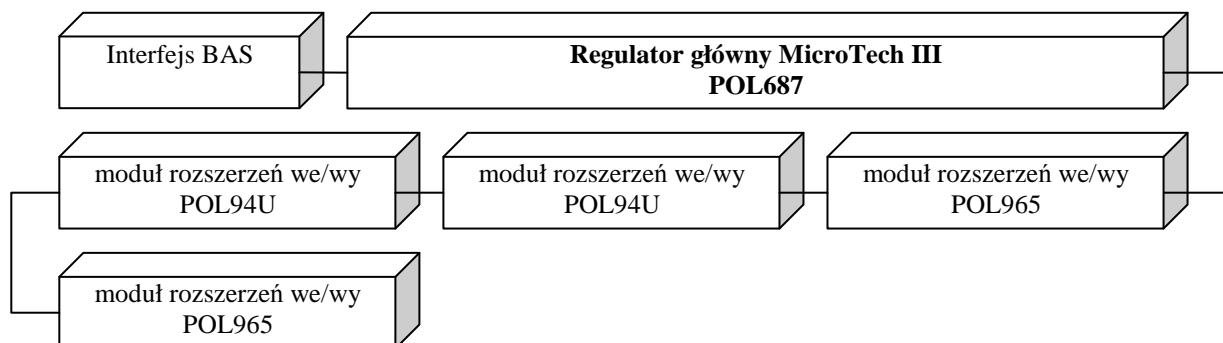 Interfejs BAS
Regulator główny MicroTech III
POL687
moduł rozszerzeń we/wy
POL94U
moduł rozszerzeń we/wy
POL94U
moduł rozszerzeń we/wy
POL965
moduł rozszerzeń we/wy
POL965